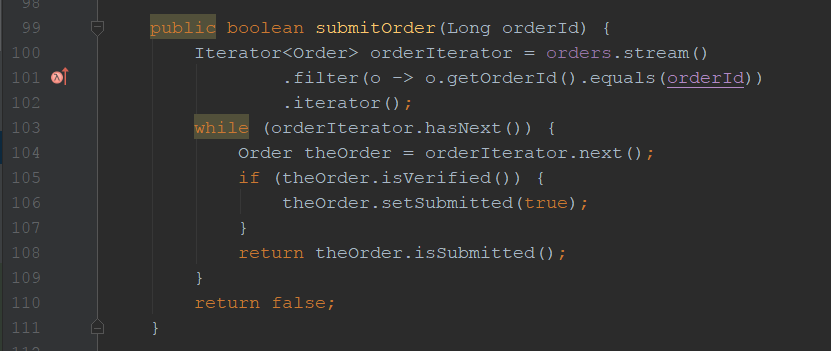 98
99 public boolean submitOrder(Long orderId) {
100 Iterator<Order> orderIterator = orders.stream()
101 .filter(o -> o.getOrderId().equals(orderId))
102 .iterator();
103 while (orderIterator.hasNext()) {
104 Order theOrder = orderIterator.next();
105 if (theOrder.isVerified()) {
106 theOrder.setSubmitted(true);
107 }
108 return theOrder.isSubmitted();
109 }
110 return false;
111 }
112